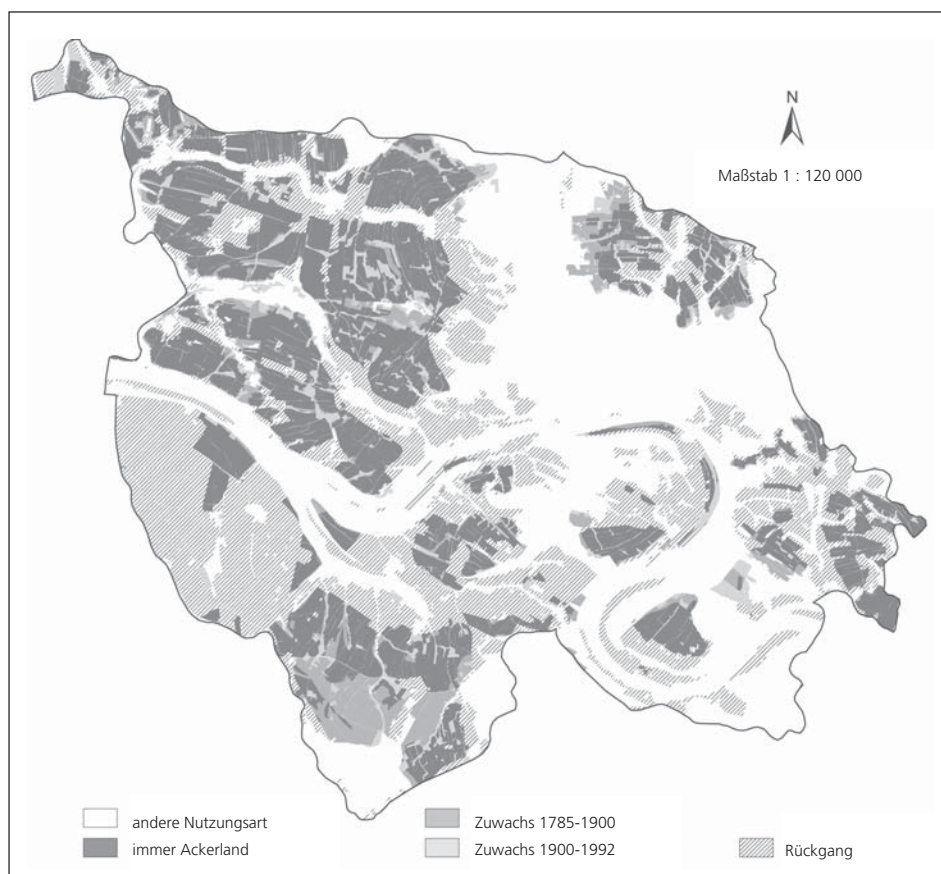 N
Maßstab 1 : 120 000
andere Nutzungsart
immer Ackerland
Zuwachs 1785-1900
Zuwachs 1900-1992
Rückgang